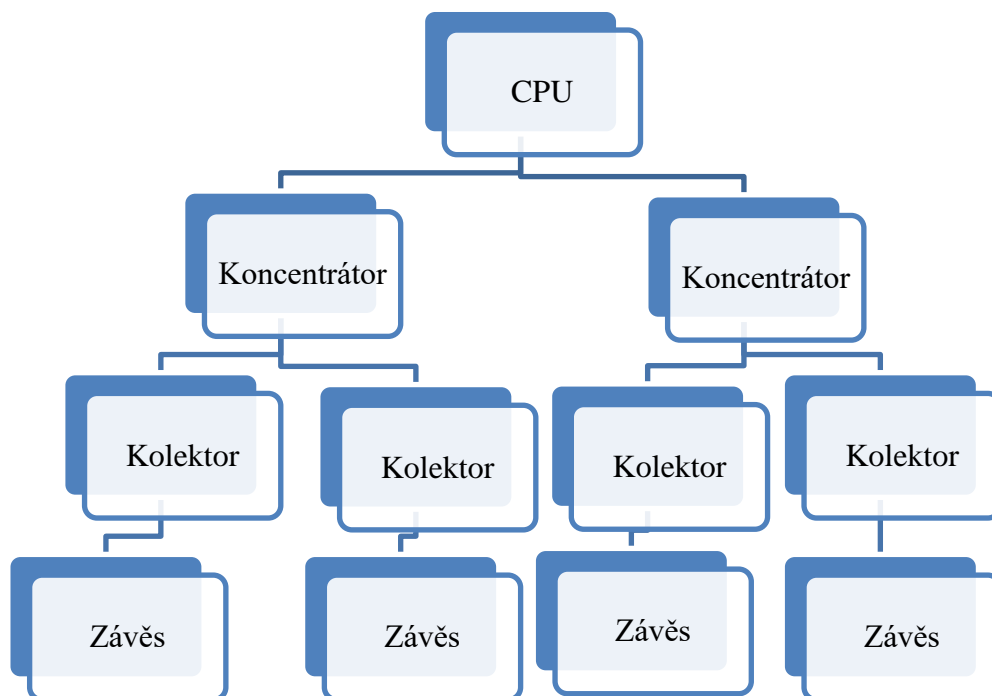 CPU
Koncentrátor
Koncentrátor
Kolektor
Kolektor
Kolektor
Kolektor
Závěs
Závěs
Závěs
Závěs